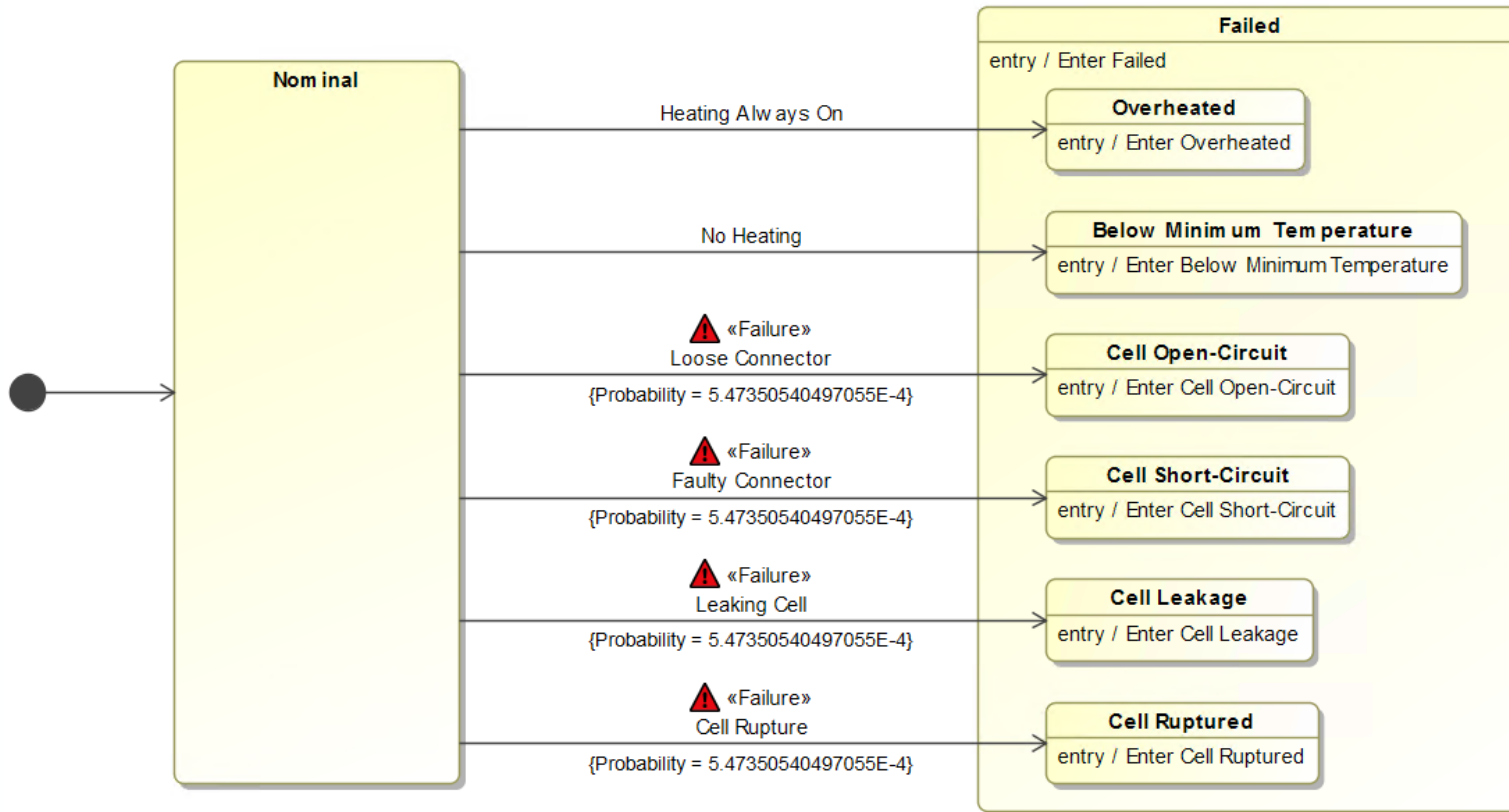 Failed
entry / Enter Failed
Nominal
Heating Always On
Overheated
entry / Enter Overheated
No Heating
Below Minimum Temperature
entry / Enter Below Minimum Temperature
«Failure»
Loose Connector
{Probability = 5.47350540497055E-4}
Cell Open-Circuit
entry / Enter Cell Open-Circuit
«Failure»
Faulty Connector
{Probability = 5.47350540497055E-4}
Cell Short-Circuit
entry / Enter Cell Short-Circuit
«Failure»
Leaking Cell
{Probability = 5.47350540497055E-4}
Cell Leakage
entry / Enter Cell Leakage
«Failure»
Cell Rupture
{Probability = 5.47350540497055E-4}
Cell Ruptured
entry / Enter Cell Ruptured